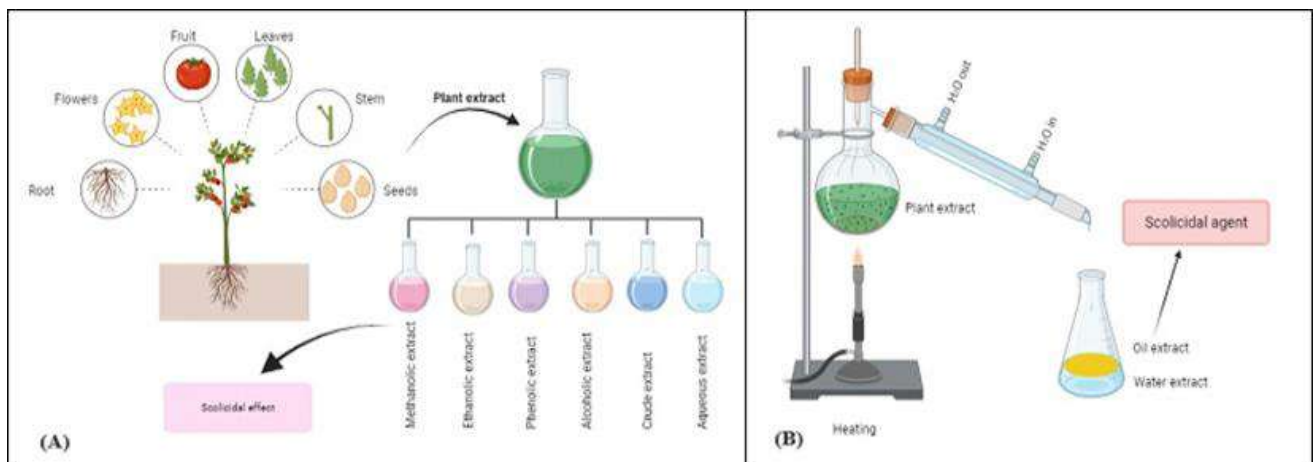 Fruit
Leaves
Flowers
Stem
Root
Seeds
Plant extract
Methanolic extract
Ethanolic extract
Phenolic extract
Alcoholic extract
Crude extract
Aqueous extract
Scolicidal effect
(A)
H2O out
H2O in
Plant extract
Scolicidal agent
Oil extract
Water extract
Heating
(B)